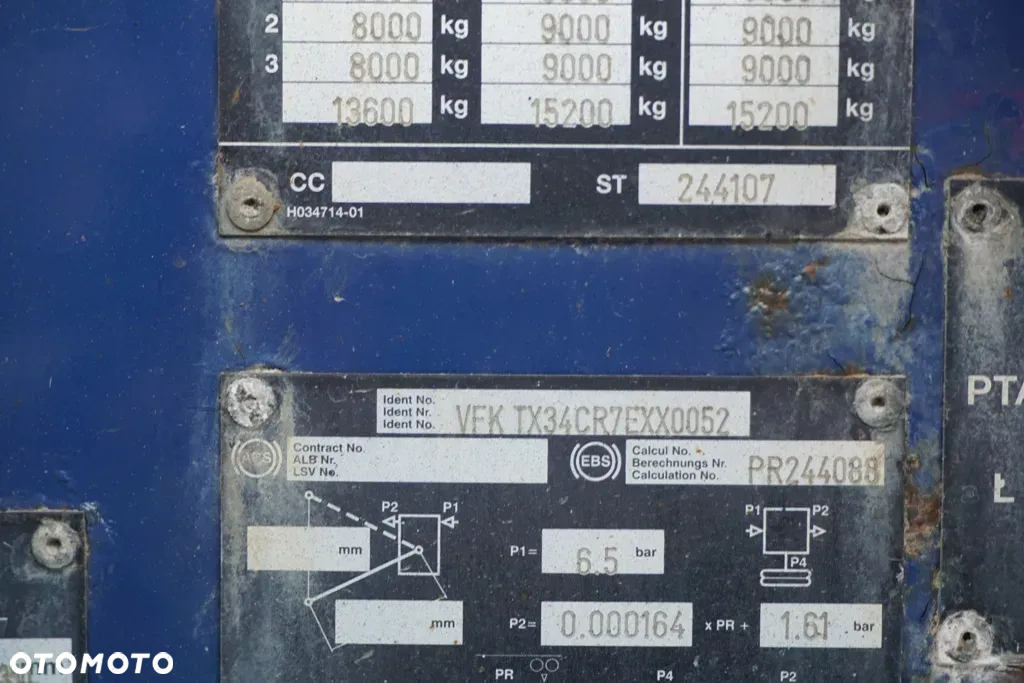 2 8000 kg 9000 kg 9000 kg
3 8000 kg 9000 kg 9000 kg
13600 kg 15200 kg 15200 kg
CC ST 244107
H034714-01
Ident No.
Ident Nr.
Ident No.
VFK TX34CR7EXX0052
Contract No.
ALB Nr.
LSV No.
EBS
Calcul No.
Berechnungs Nr.
Calculation No.
PR244088
P2 P1
mm
P1= 6.5 bar
P1 P2
P4
mm
P2= 0.000164 x PR + 1.61 bar
PR P4 P2
PTA
Ł
OTOMOTO